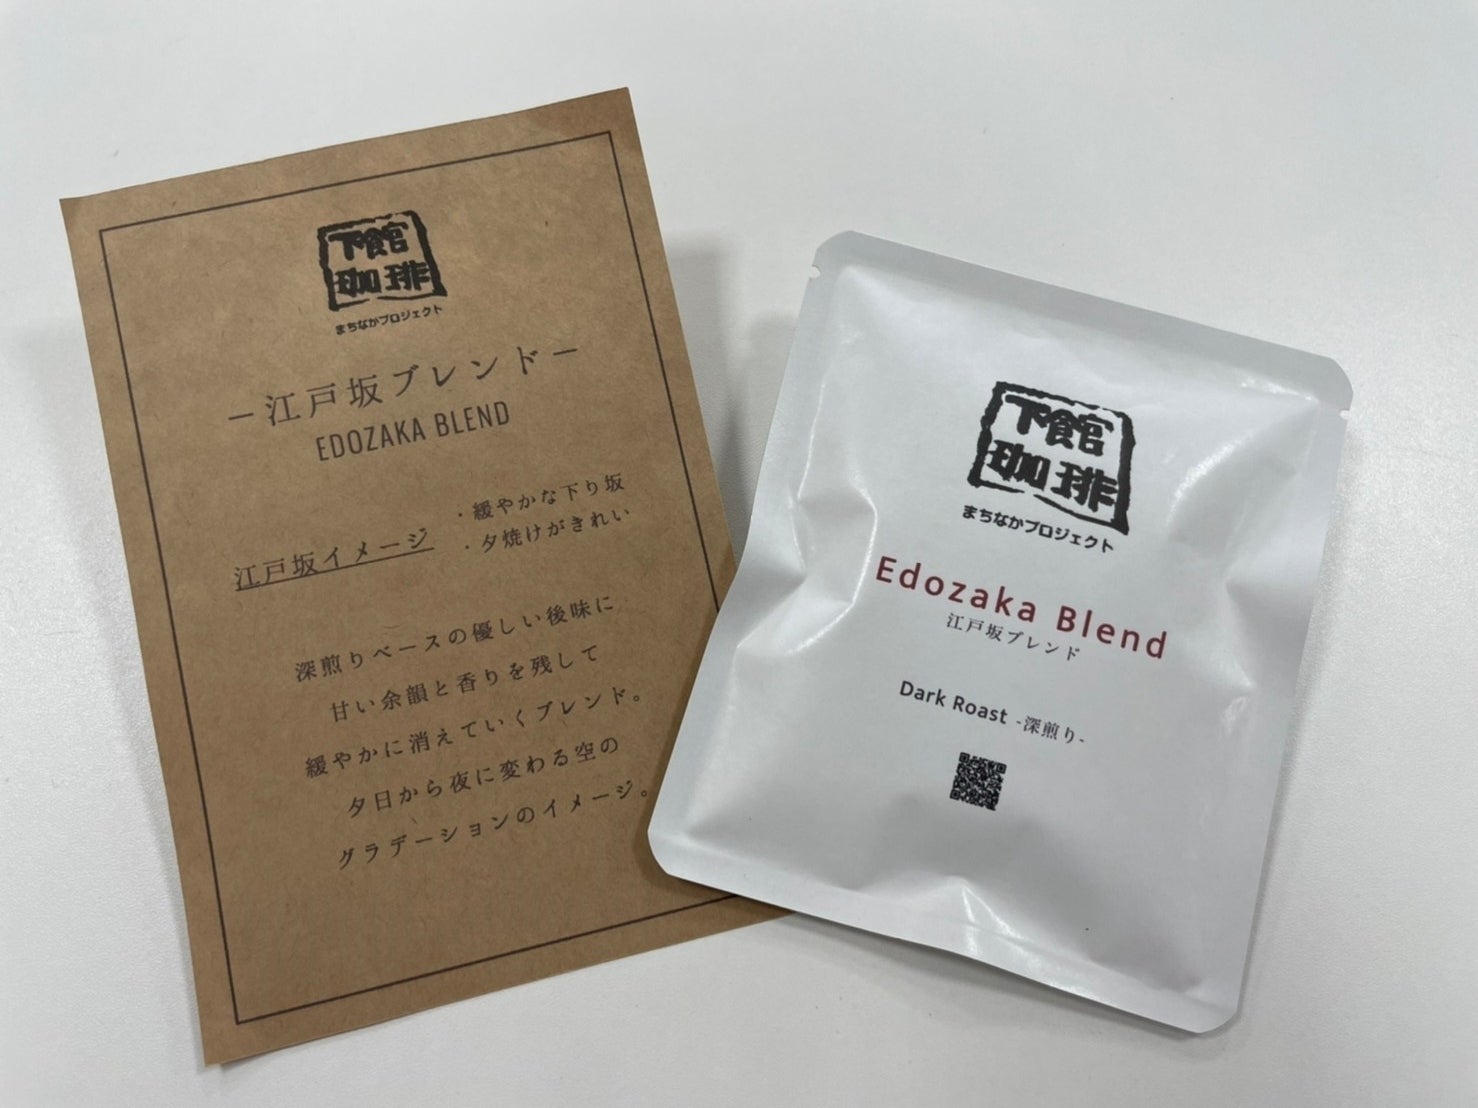 下館
珈琲
まちなかプロジェクト
－江戸坂ブレンド－
EDOZAKA BLEND
江戸坂イメージ
・緩やかな下り坂
・夕焼けがきれい
深煎りベースの優しい後味に
甘い余韻と香りを残して
緩やかに消えていくブレンド。
夕日から夜に変わる空の
グラデーションのイメージ。
下館
珈琲
まちなかプロジェクト
Edozaka Blend
江戸坂ブレンド
Dark Roast -深煎り-